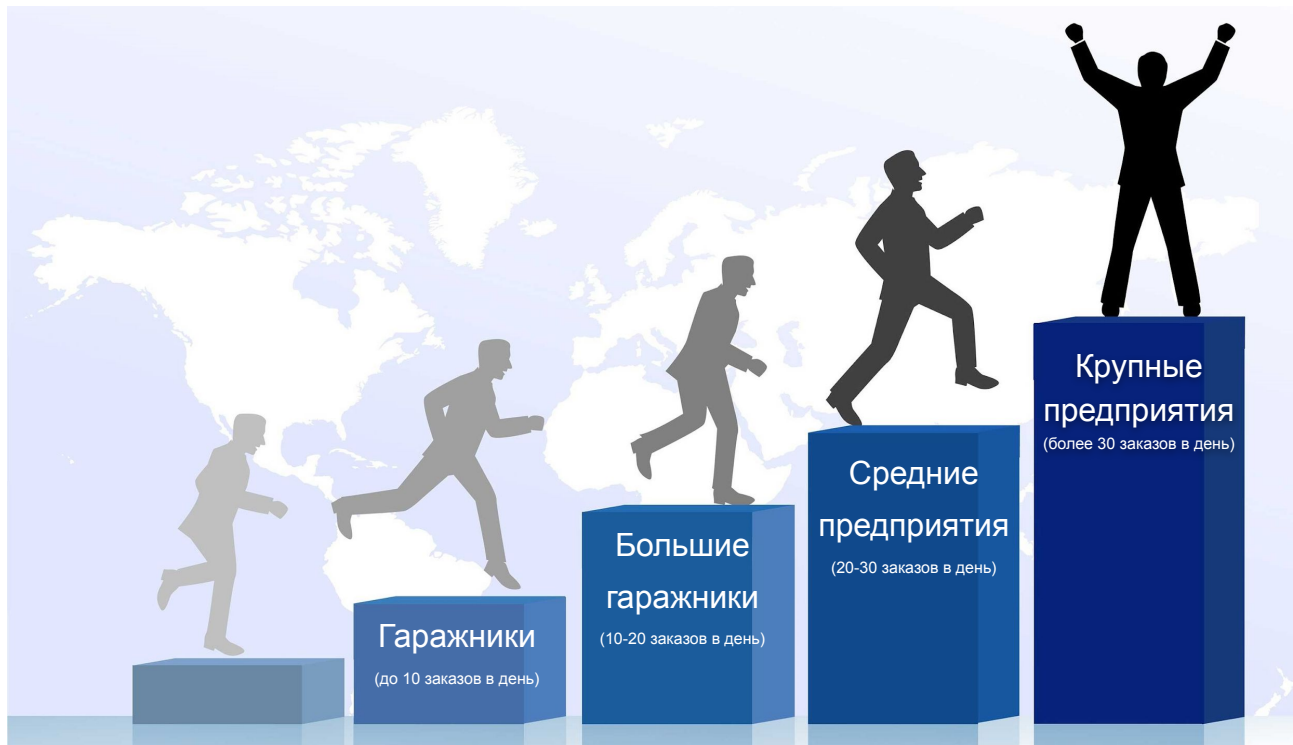 Гаражники
(до 10 заказов в день)
Большие
гаражники
(10-20 заказов в день)
Средние
предприятия
(20-30 заказов в день)
Крупные
предприятия
(более 30 заказов в день)